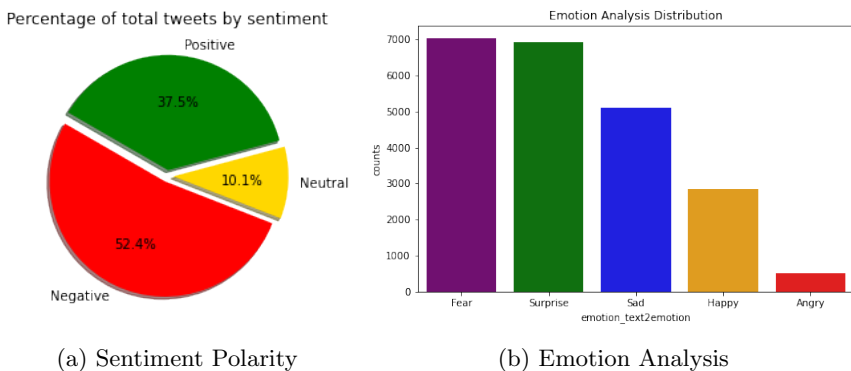 Percentage of total tweets by sentiment
Positive
37.5%
10.1%
Neutral
52.4%
Negative
(a) Sentiment Polarity
Emotion Analysis Distribution
7000
6000
5000
4000
3000
2000
1000
0
counts
Fear Surprise Sad Happy Angry
emotion_text2emotion
(b) Emotion Analysis